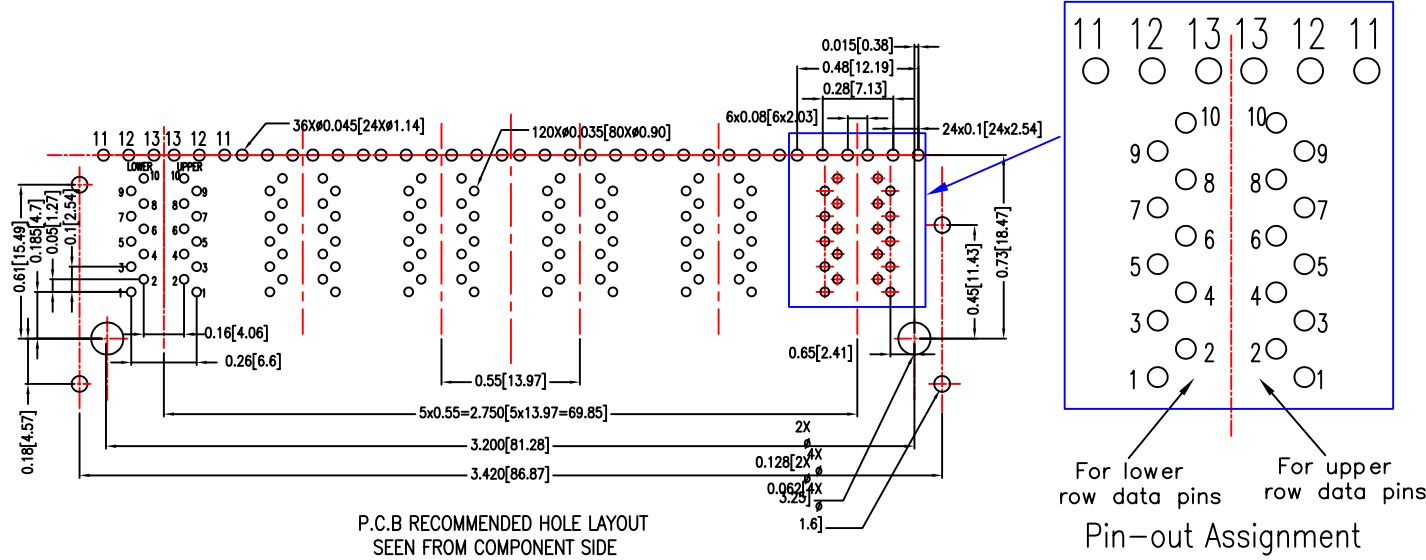 0.015[0.38]
0.48[12.19]
0.28[7.13]
36Xø0.045[24Xø1.14]
120Xø0.035[80Xø0.90]
6x0.08[6x2.03]
24x0.1[24x2.54]
11 12 13 13 12 11
LOWER UPPER
10 10
9 9
8 8
7 7
6 6
5 5
4 4
3 3
2 2
1 1
0.61[15.49]
0.185[4.7]
0.05[1.27]
0.1[2.54]
0.18[4.57]
0.16[4.06]
0.26[6.6]
0.55[13.97]
0.65[2.41]
0.45[11.43]
0.73[18.47]
5x0.55=2.750[5x13.97=69.85]
3.200[81.28]
3.420[86.87]
2X
ø
4X
0.128[2X
ø
ø
0.062[4X
3.25]
ø
1.6]
P.C.B RECOMMENDED HOLE LAYOUT
SEEN FROM COMPONENT SIDE
11 12 13 13 12 11
10 10
9 9
8 8
7 7
6 6
5 5
4 4
3 3
2 2
1 1
For lower
row data pins
For upper
row data pins
Pin-out Assignment